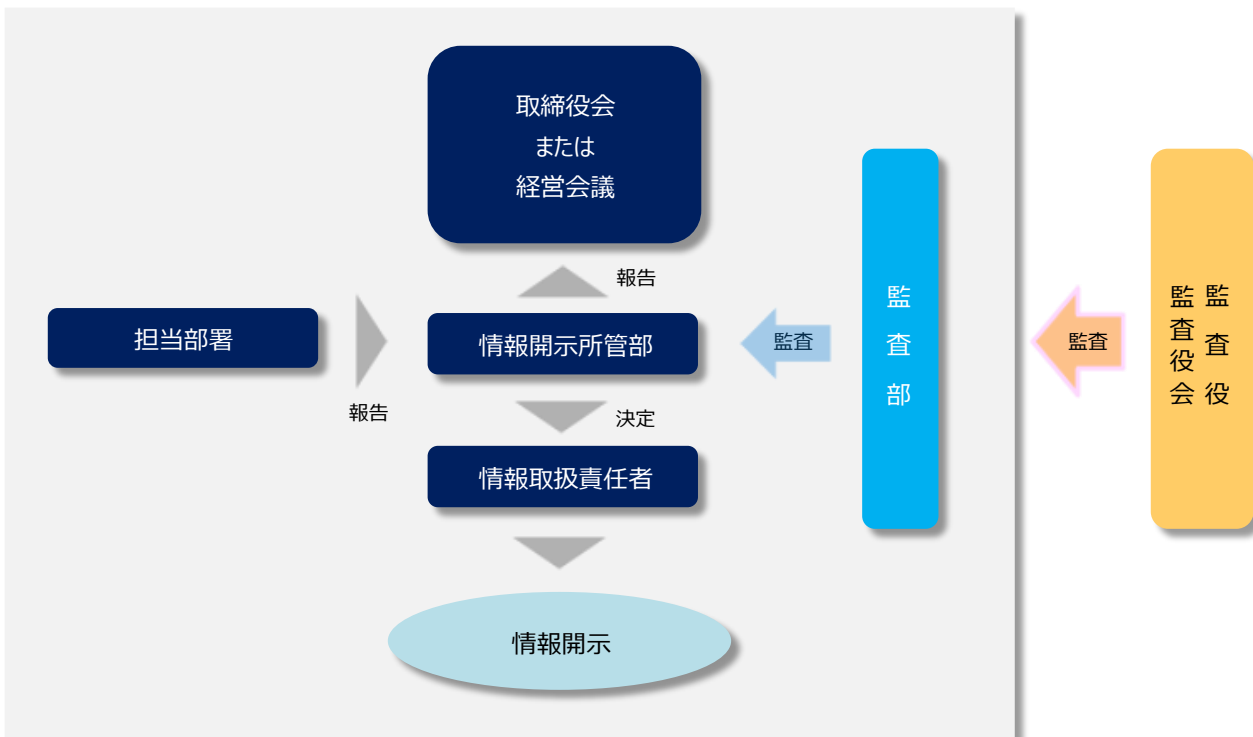 取締役会
または
経営会議
報告
担当部署
報告
情報開示所管部
監査
監査部
監査
監査役
監査役会
決定
情報取扱責任者
情報開示